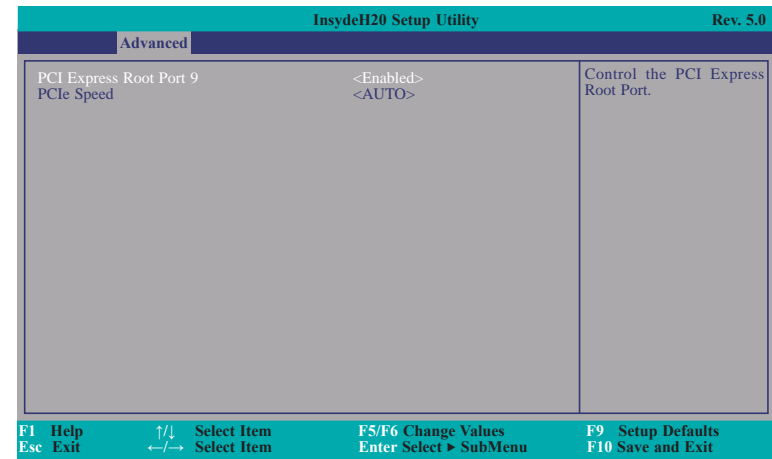 InsydeH20 Setup Utility Rev. 5.0
Advanced
PCI Express Root Port 9 <Enabled>
PCIe Speed <AUTO>
Control the PCI Express
Root Port.
F1 Help ↑/↓ Select Item F5/F6 Change Values F9 Setup Defaults
Esc Exit ←/→ Select Item Enter Select ▶ SubMenu F10 Save and Exit